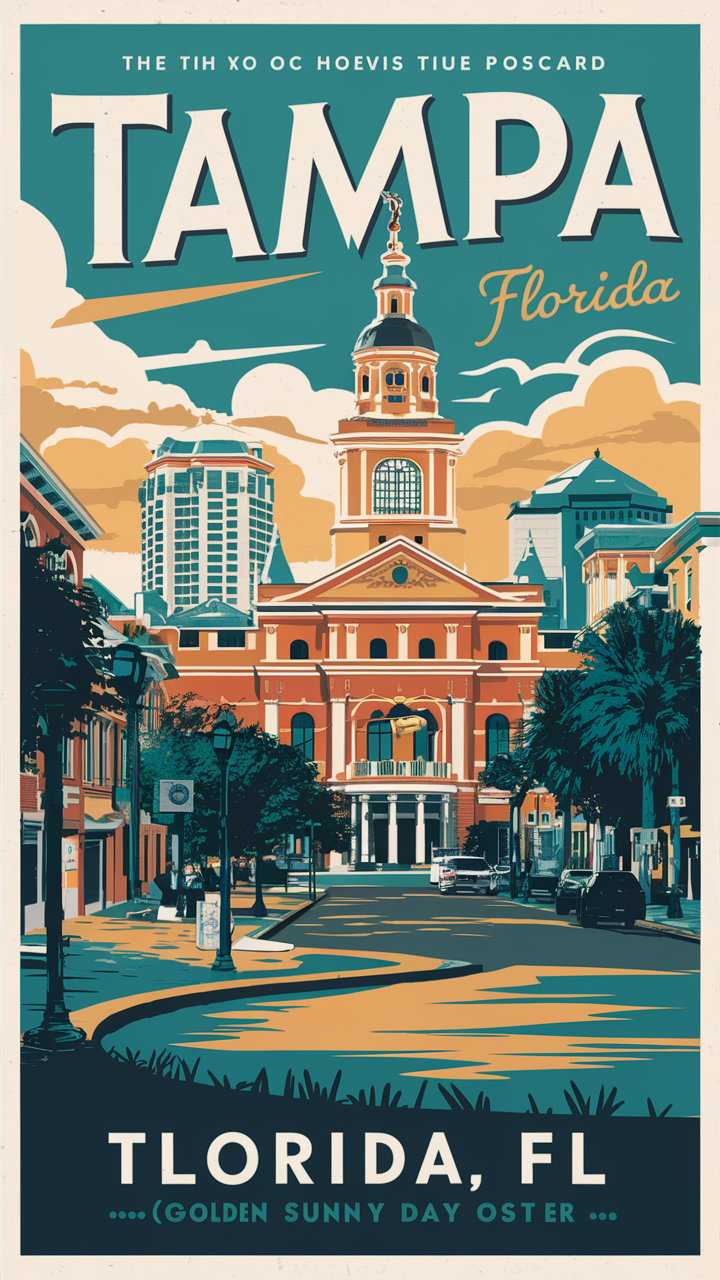 THE TIH XO OC HOEVIS TIUE POSCARD
TAMPA
Florida
TLORIDA, FL
••••(GOLDEN SUNNY DAY OSTER •••